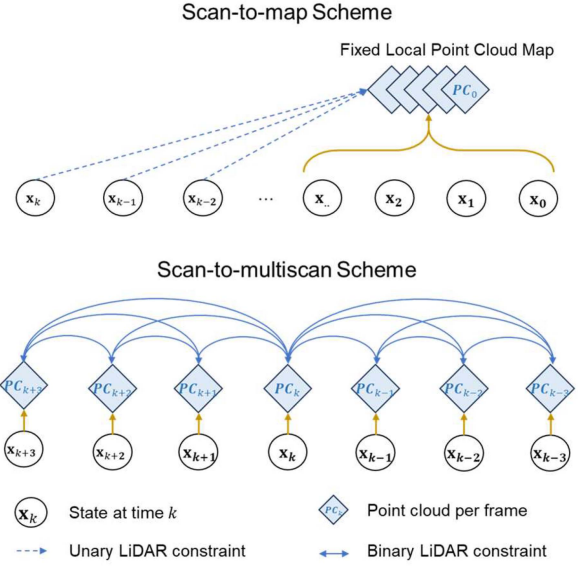 Scan-to-map Scheme
Fixed Local Point Cloud Map
PC₀
xₖ xₖ₋₁ xₖ₋₂ ... x.. x₂ x₁ x₀
Scan-to-multiscan Scheme
PCₖ₊₃ PCₖ₊₂ PCₖ₊₁ PCₖ PCₖ₋₁ PCₖ₋₂ PCₖ₋₃
xₖ₊₃ xₖ₊₂ xₖ₊₁ xₖ xₖ₋₁ xₖ₋₂ xₖ₋₃
xₖ State at time k PCₖ Point cloud per frame
Unary LiDAR constraint Binary LiDAR constraint